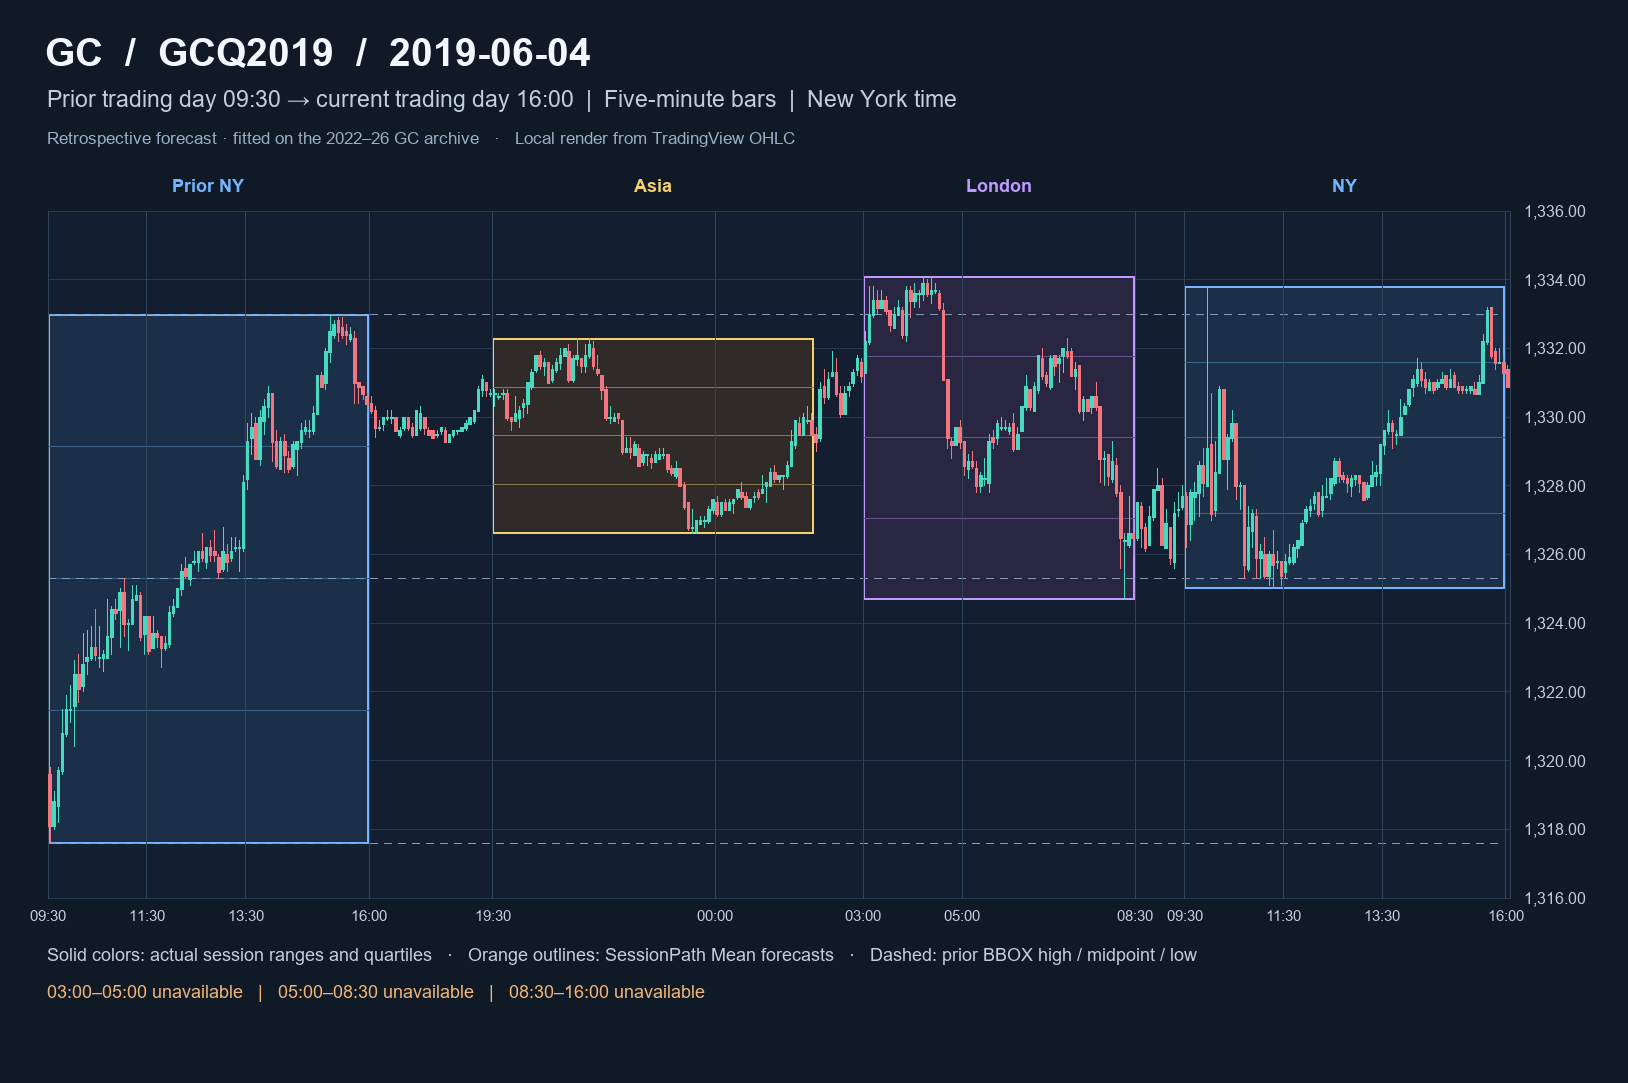 GC / GCQ2019 / 2019-06-04
Prior trading day 09:30 → current trading day 16:00 | Five-minute bars | New York time
Retrospective forecast · fitted on the 2022–26 GC archive · Local render from TradingView OHLC
Prior NY Asia London NY
1,336.00
1,334.00
1,332.00
1,330.00
1,328.00
1,326.00
1,324.00
1,322.00
1,320.00
1,318.00
1,316.00
09:30 11:30 13:30 16:00 19:30 00:00 03:00 05:00 08:30 09:30 11:30 13:30 16:00
Solid colors: actual session ranges and quartiles · Orange outlines: SessionPath Mean forecasts · Dashed: prior BBOX high / midpoint / low
03:00–05:00 unavailable | 05:00–08:30 unavailable | 08:30–16:00 unavailable